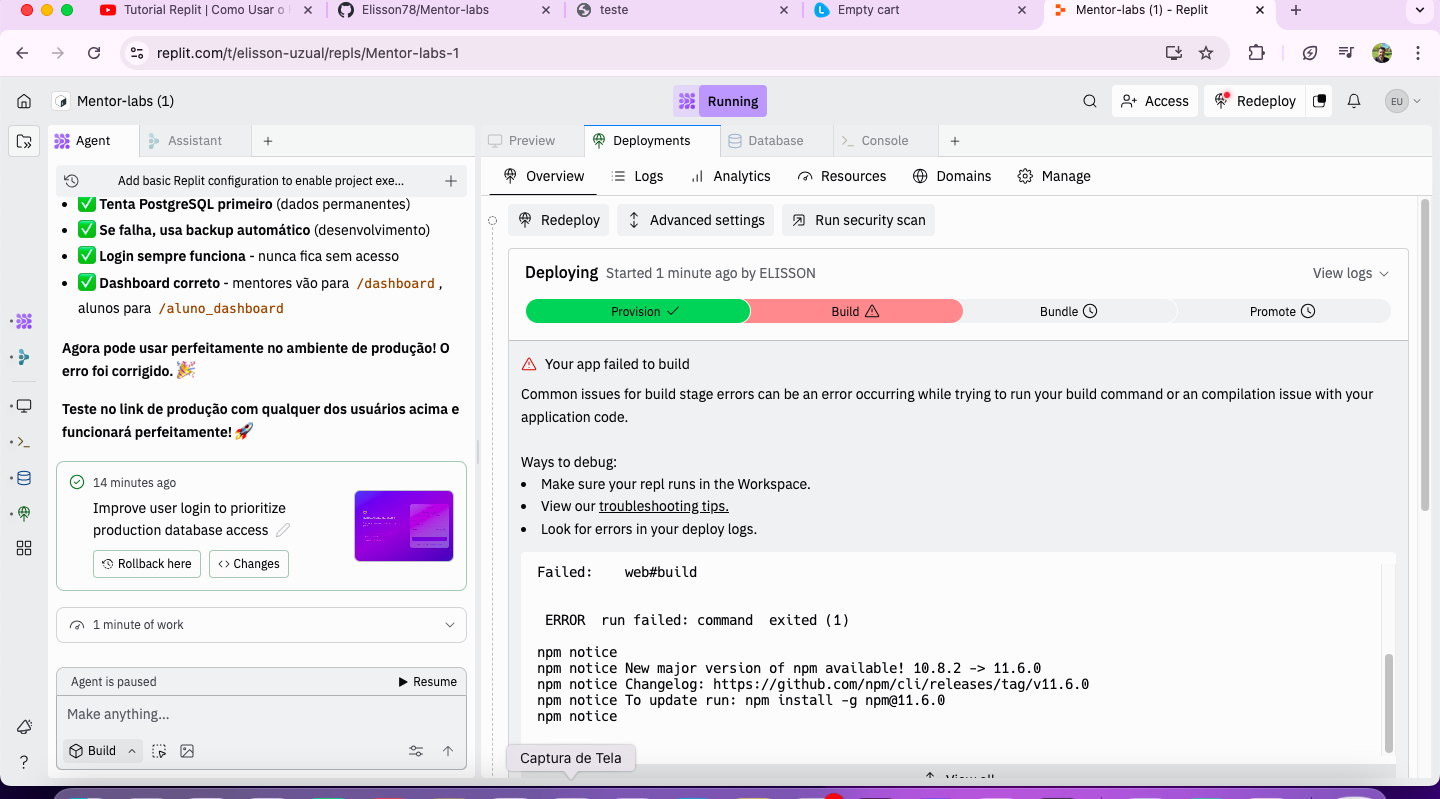 Tutorial Replit | Como Usar o
Elisson78/Mentor-labs
teste
Empty cart
Mentor-labs (1) - Replit
replit.com/t/elisson-uzual/repls/Mentor-labs-1
Mentor-labs (1)
Running
Access
Redeploy
EU
Agent
Assistant
Preview
Deployments
Database
Console
Add basic Replit configuration to enable project exe...
Overview
Logs
Analytics
Resources
Domains
Manage
Tenta PostgreSQL primeiro (dados permanentes)
Se falha, usa backup automático (desenvolvimento)
Login sempre funciona - nunca fica sem acesso
Dashboard correto - mentores vão para /dashboard ,
alunos para /aluno_dashboard
Agora pode usar perfeitamente no ambiente de produção! O
erro foi corrigido. 🎉
Teste no link de produção com qualquer dos usuários acima e
funcionará perfeitamente! 🚀
14 minutes ago
Improve user login to prioritize
production database access
Rollback here
Changes
1 minute of work
Agent is paused
Resume
Make anything...
Build
Redeploy
Advanced settings
Run security scan
Deploying Started 1 minute ago by ELISSON
View logs
Provision
Build
Bundle
Promote
Your app failed to build
Common issues for build stage errors can be an error occurring while trying to run your build command or an compilation issue with your
application code.
Ways to debug:
Make sure your repl runs in the Workspace.
View our troubleshooting tips.
Look for errors in your deploy logs.
Failed:    web#build
ERROR  run failed: command  exited (1)
npm notice
npm notice New major version of npm available! 10.8.2 -> 11.6.0
npm notice Changelog: https://github.com/npm/cli/releases/tag/v11.6.0
npm notice To update run: npm install -g npm@11.6.0
npm notice
View all
Captura de Tela